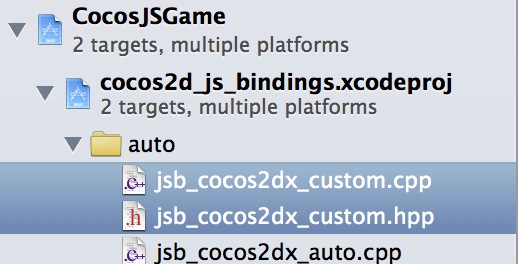 CocosJSGame
2 targets, multiple platforms
cocos2d_js_bindings.xcodeproj
2 targets, multiple platforms
auto
jsb_cocos2dx_custom.cpp
jsb_cocos2dx_custom.hpp
jsb_cocos2dx_auto.cpp